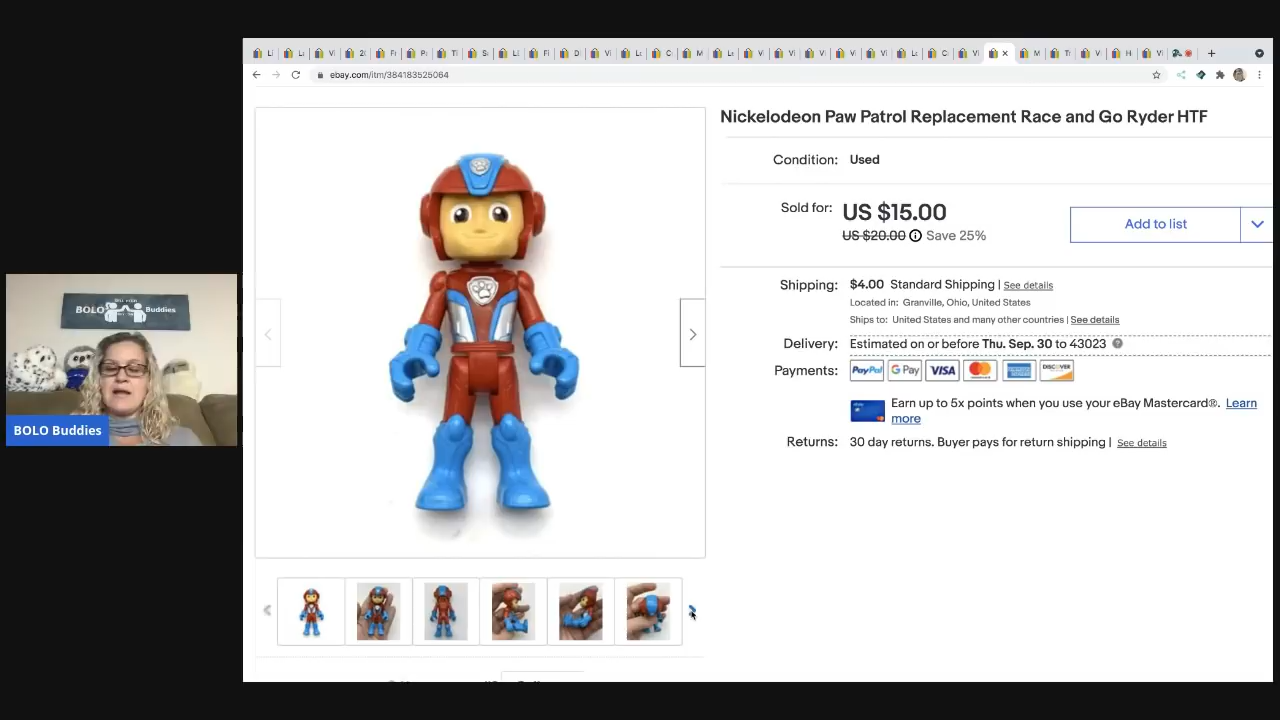 ebay.com/itm/384183525064
Nickelodeon Paw Patrol Replacement Race and Go Ryder HTF
Condition: Used
Sold for: US $15.00
US $20.00 Save 25%
Add to list
Shipping: $4.00 Standard Shipping | See details
Located in: Granville, Ohio, United States
Ships to: United States and many other countries | See details
Delivery: Estimated on or before Thu. Sep. 30 to 43023
Payments: PayPal G Pay VISA DISCOVER
Earn up to 5x points when you use your eBay Mastercard®. Learn
more
Returns: 30 day returns. Buyer pays for return shipping | See details
BOLO Buddies
BOLO Buddies